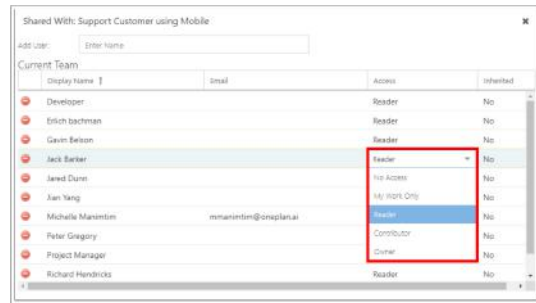 Shared With: Support Customer using Mobile
Add User: Enter Name
Current Team
Display Name Email Access Inherited
Developer Reader No
Erlich bachman Reader No
Gavin Belson Reader No
Jack Barker Reader No
Jared Dunn No Access No
Jian Yang My Work Only No
Michelle Manimtim mmanimtim@oneplan.ai Reader No
Peter Gregory Contributor No
Project Manager Owner No
Richard Hendricks Reader No